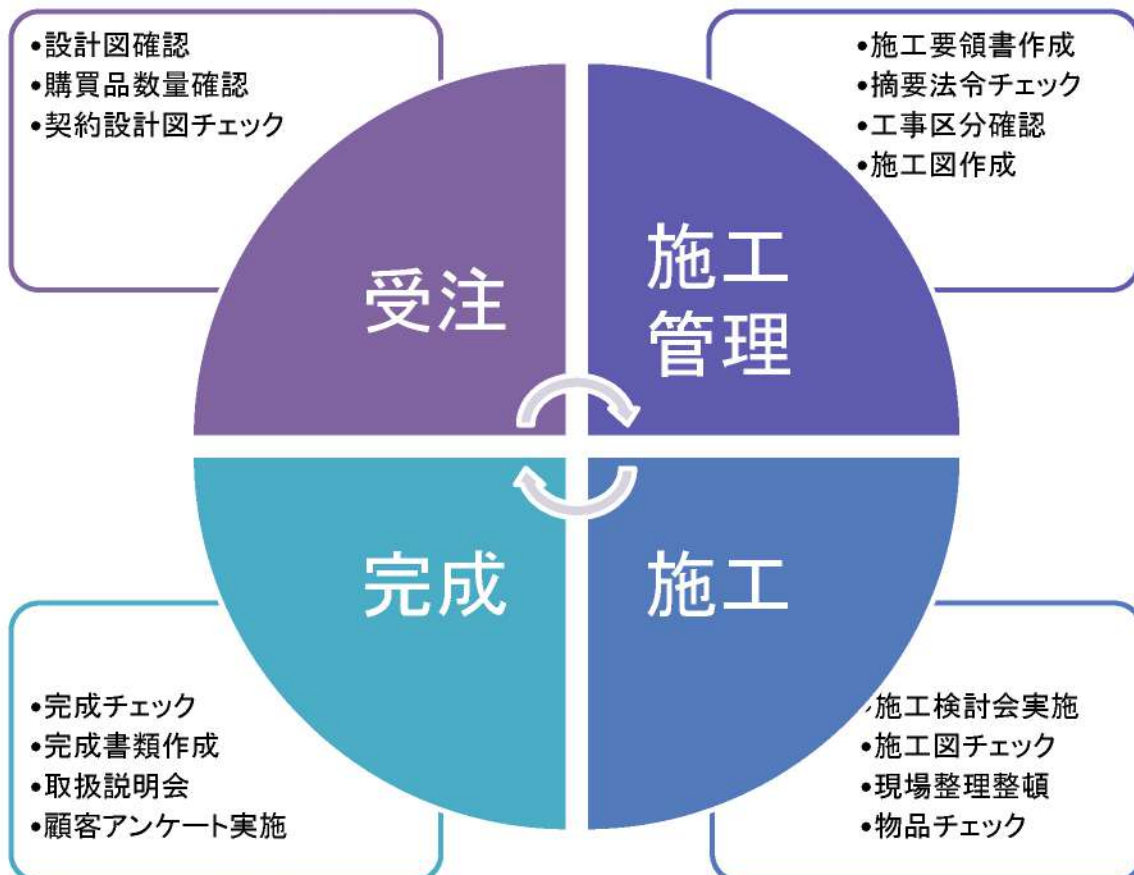 •設計図確認
•購買品数量確認
•契約設計図チェック
•施工要領書作成
•摘要法令チェック
•工事区分確認
•施工図作成
受注
施工
管理
完成
施工
•完成チェック
•完成書類作成
•取扱説明会
•顧客アンケート実施
•施工検討会実施
•施工図チェック
•現場整理整頓
•物品チェック